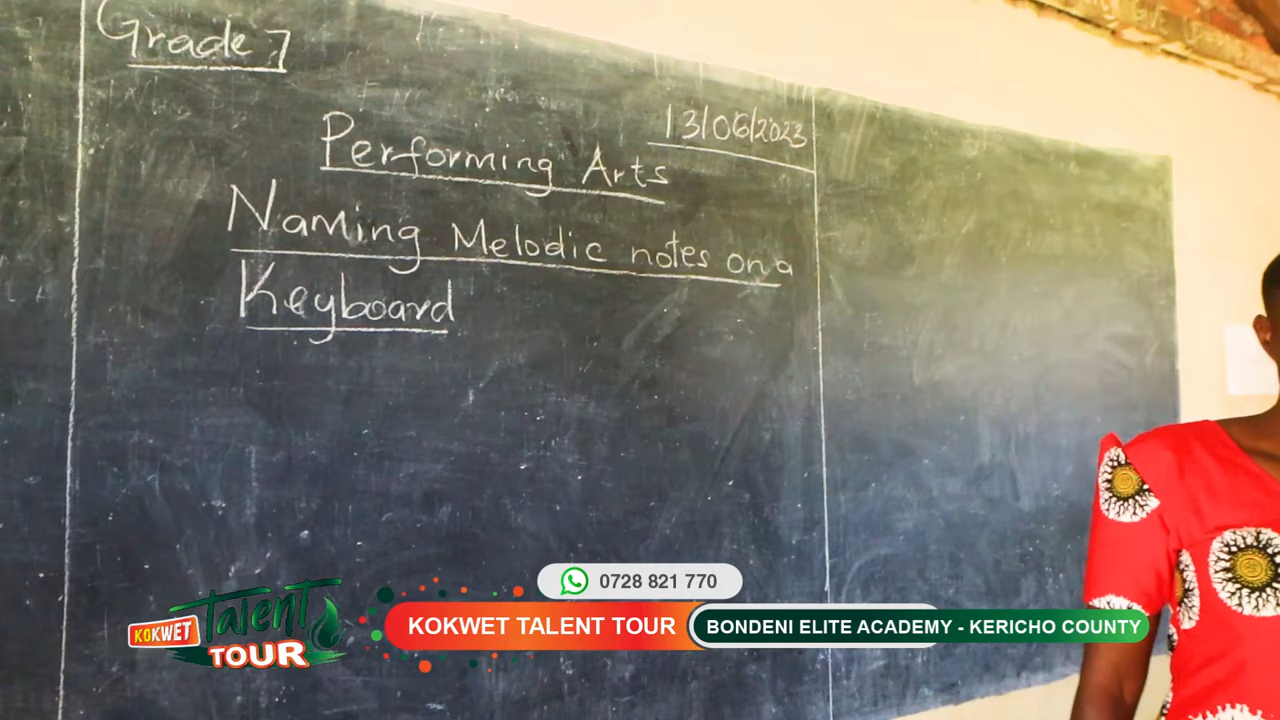 Grade 7
13/06/2023
Performing Arts
Naming Melodic notes on a
Keyboard
0728 821 770
KOKWET Talent TOUR
KOKWET TALENT TOUR
BONDENI ELITE ACADEMY - KERICHO COUNTY